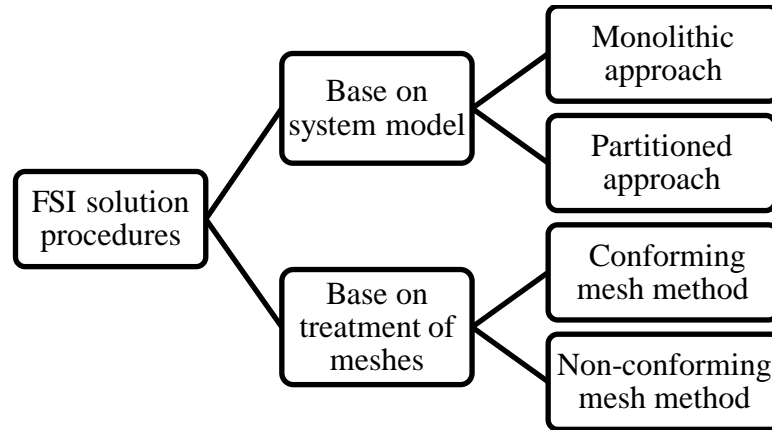 FSI solution
procedures
Base on
system model
Monolithic
approach
Partitioned
approach
Base on
treatment of
meshes
Conforming
mesh method
Non-conforming
mesh method